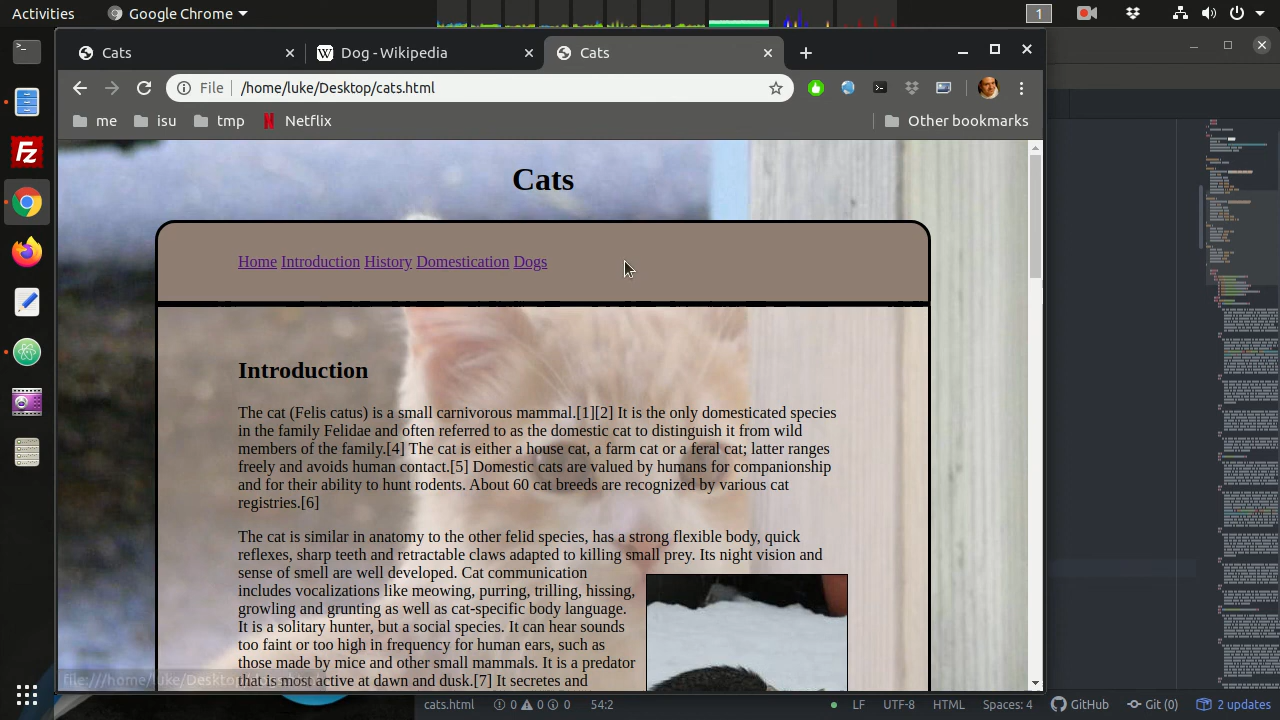 Activities Google Chrome 1
Cats Dog - Wikipedia Cats
File /home/luke/Desktop/cats.html
me isu tmp Netflix Other bookmarks
Cats
Home Introduction History Domestication Dogs
Introduction
The cat (Felis catus) is a small carnivorous mammal.[1][2] It is the only domesticated species
in the family Felidae and often referred to as the domestic cat to distinguish it from wild
members of the family.[4] The cat is either a house cat, a farm cat or a feral cat; latter ranges
freely and avoids human contact.[5] Domestic cats are valued by humans for companionship
and for their ability to hunt rodents. About 60 cat breeds are recognized by various cat
registries.[6]
The cat is similar in anatomy to the other felid species, has a strong flexible body, quick
reflexes, sharp teeth and retractable claws adapted to killing small prey. Its night vision and
sense of smell are well developed. Cat communication
includes vocalizations like meowing, purring, trilling, hissing,
growling and grunting as well as cat-specific body language.
It is a solitary hunter, but a social species. It can hear sounds
too faint or too high in frequency for human ears, such as
those made by mice and other small mammals. It is a predator
that is most active at dawn and dusk.[7] It secretes and
file:///home/luke/Desktop
cats.html 0 0 0 54:2 LF UTF-8 HTML Spaces: 4 GitHub Git (0) 2 updates